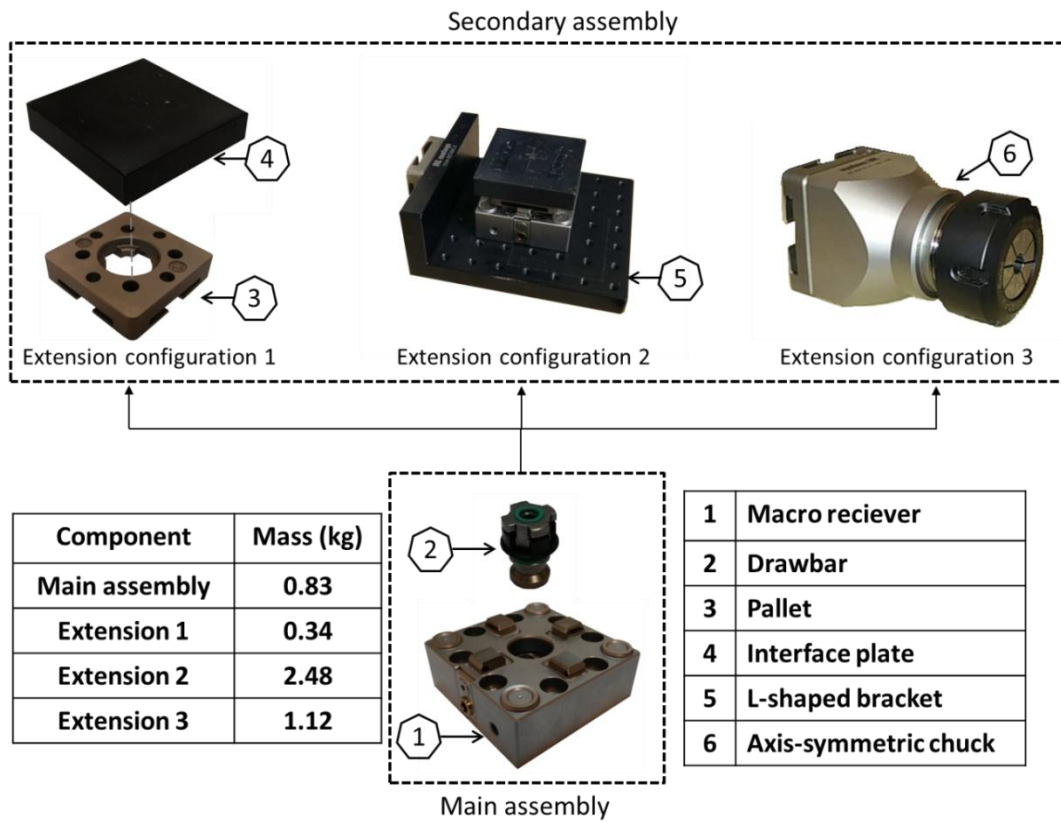 Secondary assembly
4
3
Extension configuration 1
5
Extension configuration 2
6
Extension configuration 3
Component Mass (kg)
Main assembly 0.83
Extension 1 0.34
Extension 2 2.48
Extension 3 1.12
2
1
Main assembly
1 Macro reciever
2 Drawbar
3 Pallet
4 Interface plate
5 L-shaped bracket
6 Axis-symmetric chuck